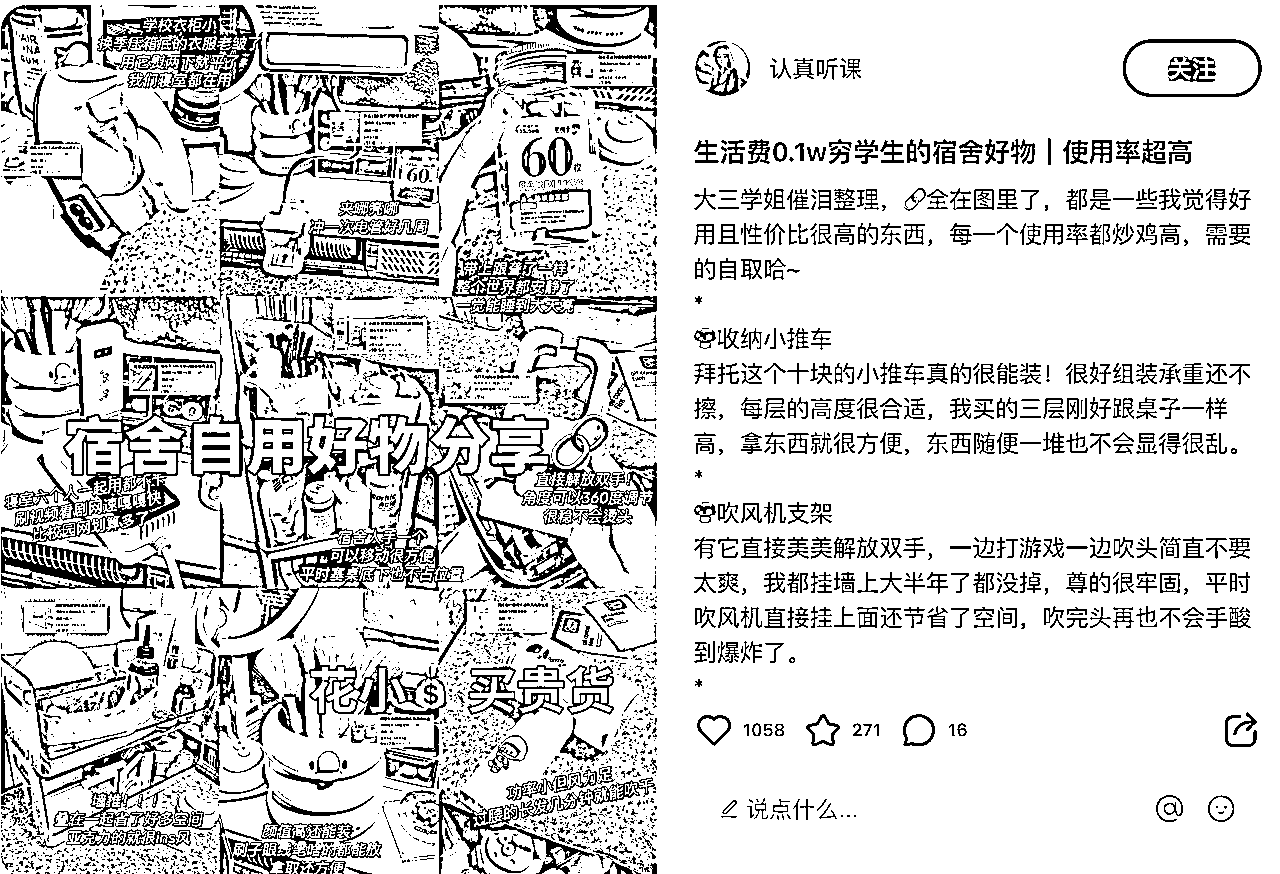 学校衣柜小
换季压箱底的衣服老皱了
用它熨两下就平了
我们寝室都在用
夹哪亮哪
冲一次电管好几周
60
60
带上跟聋了一样
整个世界都安静了
一觉能睡到大天亮
宿舍自用好物分享
寝室六个人一起用都不卡
刷视频看剧网速嘎嘎快
比校园网划算多了
宿舍人手一个
可以移动很方便
平时塞桌底下也不占位置
直接解放双手!
角度可以360度调节
很稳不会烫头
花小s 买贵货
叠在一起省了好多空间
亚克力的就很ins风
颜值高还能装
刷子眼线笔啥的都能放
拿取还方便
功率小但风力足
过腰的长发几分钟就能吹干
认真听课
关注
生活费0.1w穷学生的宿舍好物｜使用率超高
大三学姐催泪整理，🔗全在图里了，都是一些我觉得好
用且性价比很高的东西，每一个使用率都炒鸡高，需要
的自取哈~
*
收纳小推车
拜托这个十块的小推车真的很能装！很好组装承重还不
擦，每层的高度很合适，我买的三层刚好跟桌子一样
高，拿东西就很方便，东西随便一堆也不会显得很乱。
*
吹风机支架
有它直接美美解放双手，一边打游戏一边吹头简直不要
太爽，我都挂墙上大半年了都没掉，尊的很牢固，平时
吹风机直接挂上面还节省了空间，吹完头再也不会手酸
到爆炸了。
*
1058 271 16
说点什么...